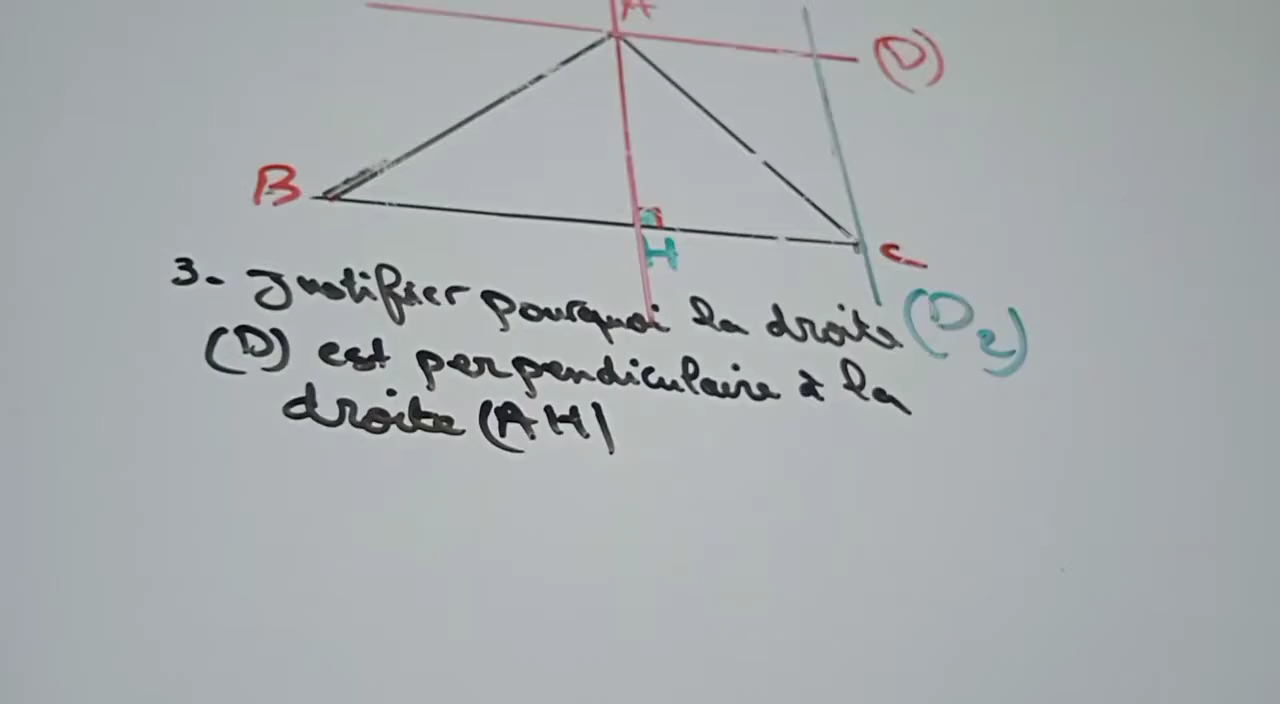 A
(D)
B
H
C
3. Justifier pourquoi la droite (D2)
(D) est perpendiculaire à la
droite (AH)